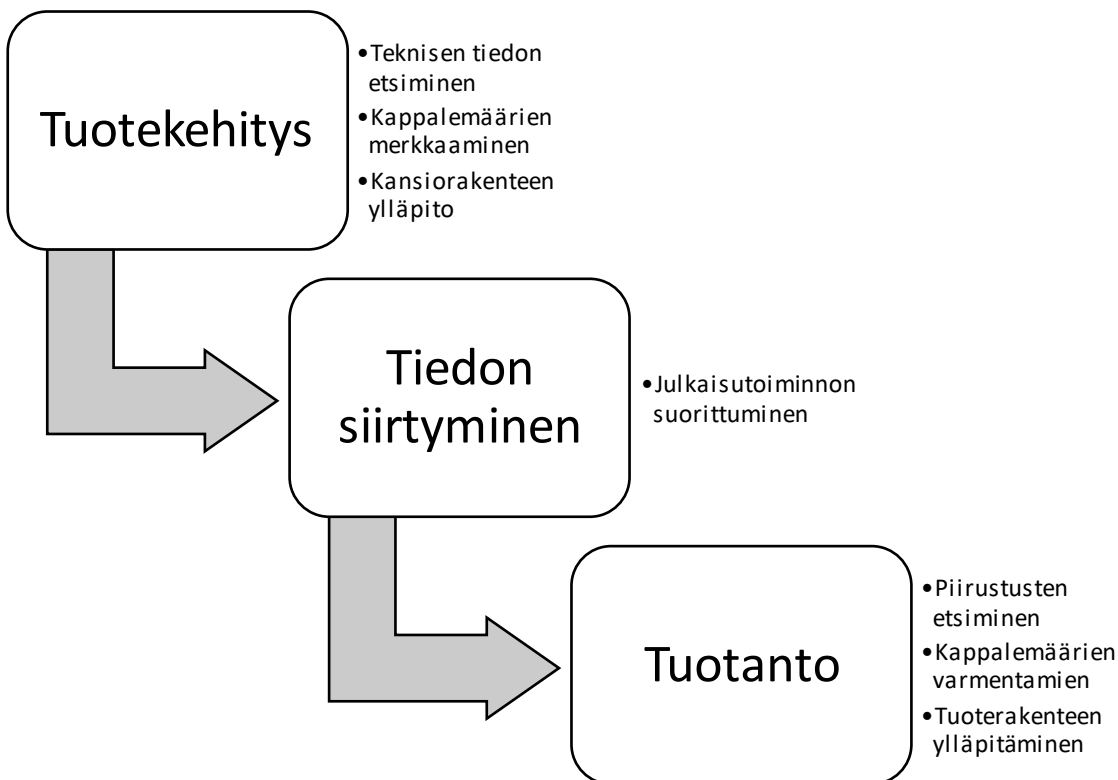 Tuotekehitys
•Teknisen tiedon
etsiminen
•Kappalemäärien
merkkaaminen
•Kansiorakenteen
ylläpito
Tiedon
siirtyminen
•Julkaisutoiminnon
suorittuminen
Tuotanto
•Piirustusten
etsiminen
•Kappalemäärien
varmentamien
•Tuoterakenteen
ylläpitäminen